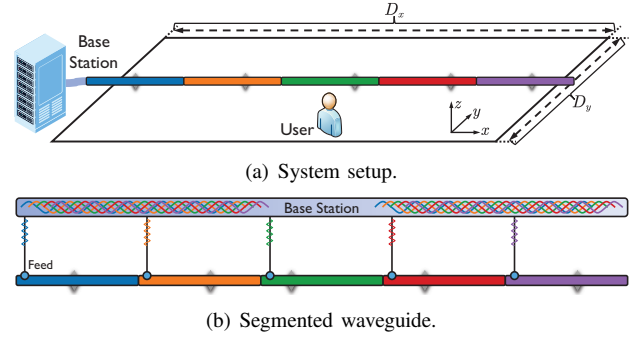 D_x
Base
Station
User
z
y
x
D_y
(a) System setup.
Base Station
Feed
(b) Segmented waveguide.